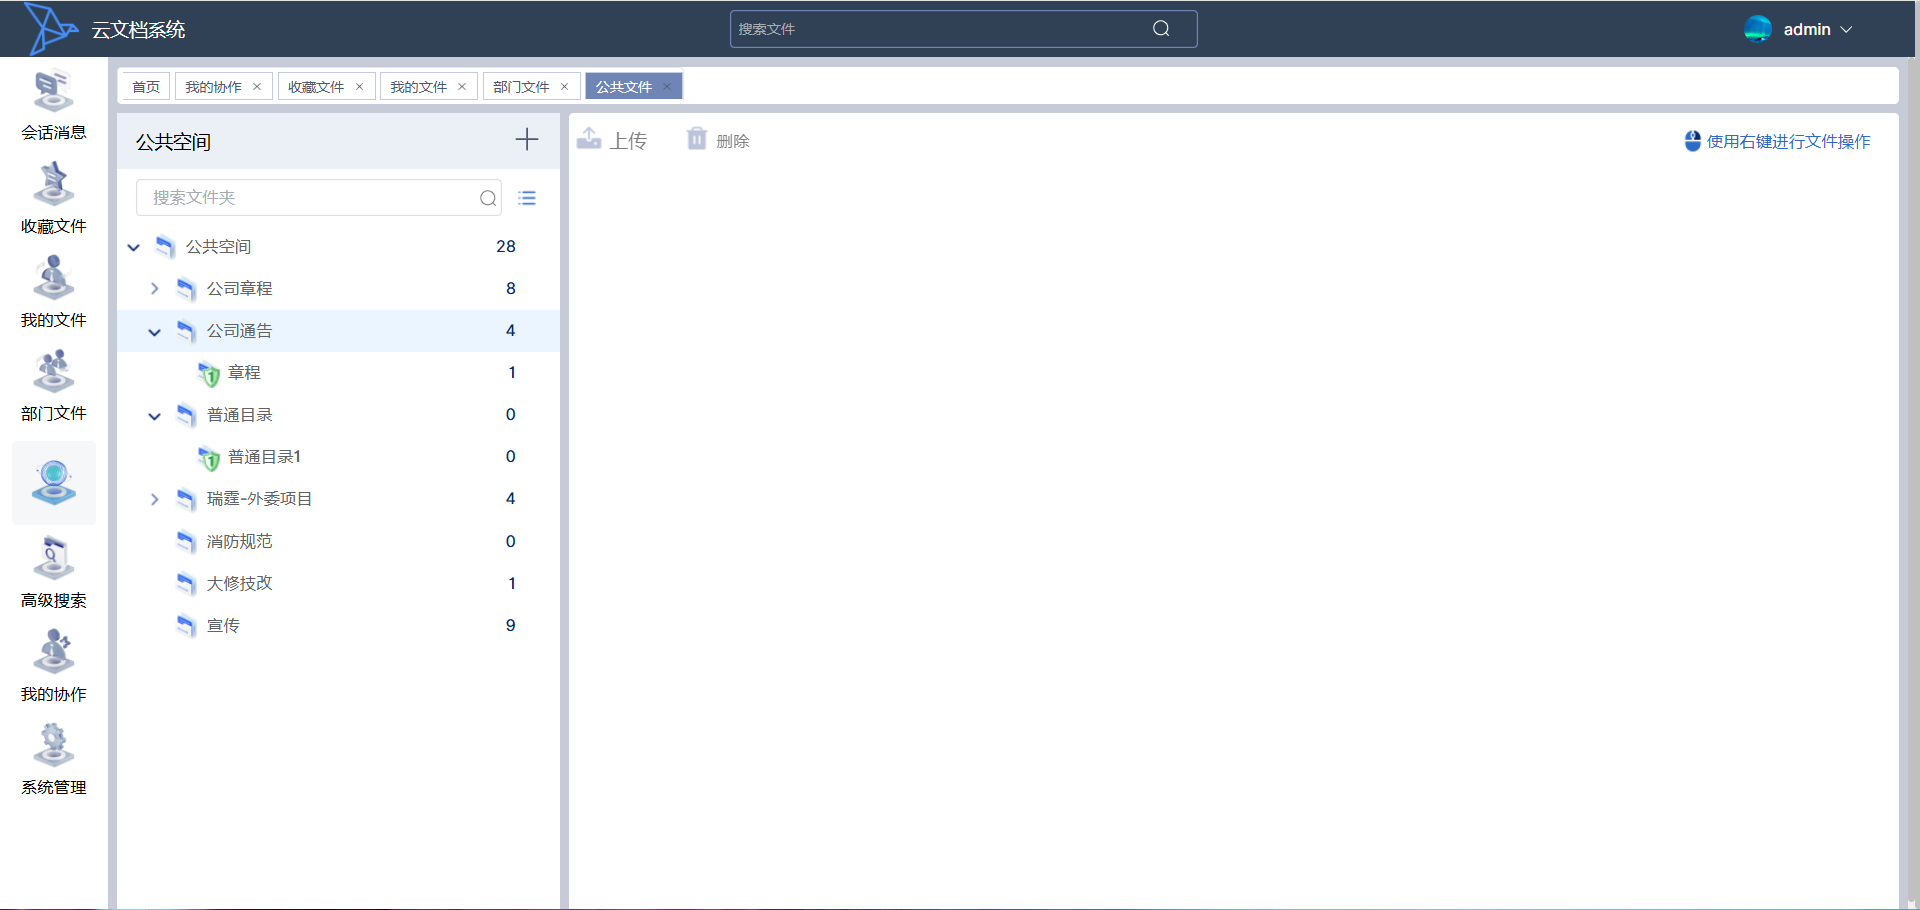 云文档系统
搜索文件
admin
会话消息
收藏文件
我的文件
部门文件
高级搜索
我的协作
系统管理
首页 我的协作 收藏文件 我的文件 部门文件 公共文件
公共空间
搜索文件夹
公共空间 28
公司章程 8
公司通告 4
章程 1
普通目录 0
普通目录1 0
瑞霆-外委项目 4
消防规范 0
大修技改 1
宣传 9
上传 删除 使用右键进行文件操作